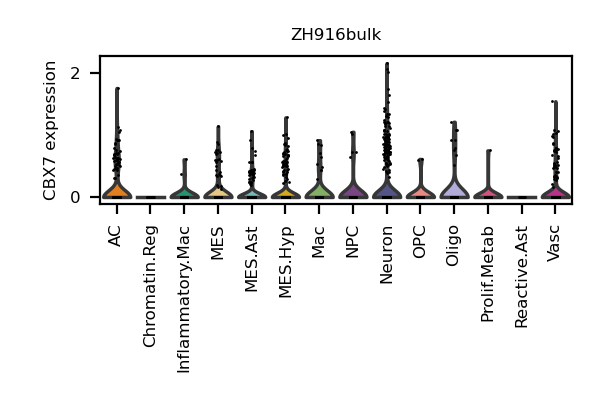 ZH916bulk
CBX7 expression
2
0
AC
Chromatin.Reg
Inflammatory.Mac
MES
MES.Ast
MES.Hyp
Mac
NPC
Neuron
OPC
Oligo
Prolif.Metab
Reactive.Ast
Vasc